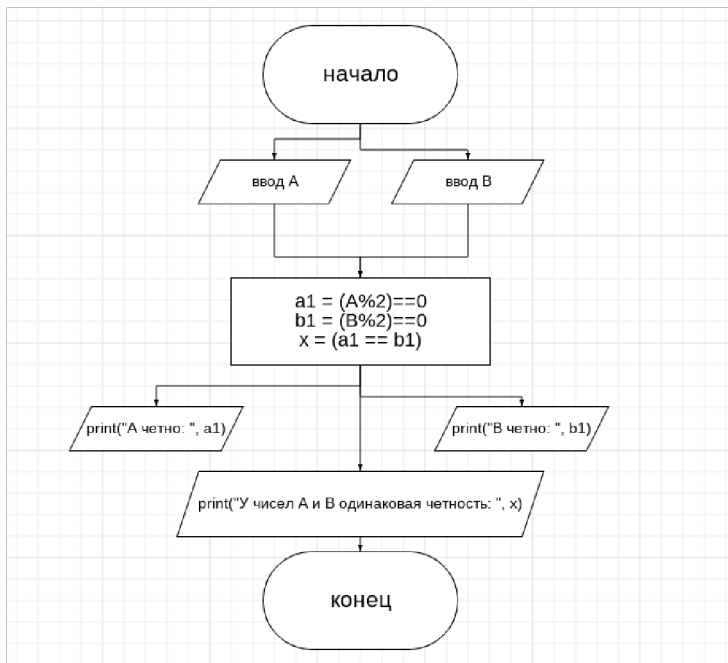 начало
ввод А
ввод В
a1 = (A%2)==0
b1 = (B%2)==0
x = (a1 == b1)
print("А четно: ", a1)
print("В четно: ", b1)
print("У чисел А и В одинаковая четность: ", x)
конец